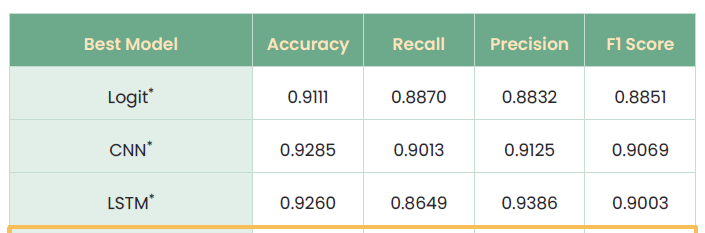 Best Model Accuracy Recall Precision F1 Score
Logit* 0.9111 0.8870 0.8832 0.8851
CNN* 0.9285 0.9013 0.9125 0.9069
LSTM* 0.9260 0.8649 0.9386 0.9003